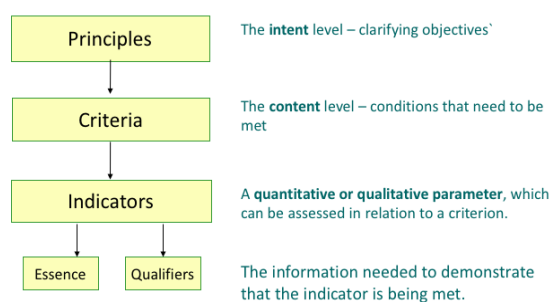 Principles
The intent level – clarifying objectives`
Criteria
The content level – conditions that need to be
met
Indicators
A quantitative or qualitative parameter, which
can be assessed in relation to a criterion.
Essence
Qualifiers
The information needed to demonstrate
that the indicator is being met.